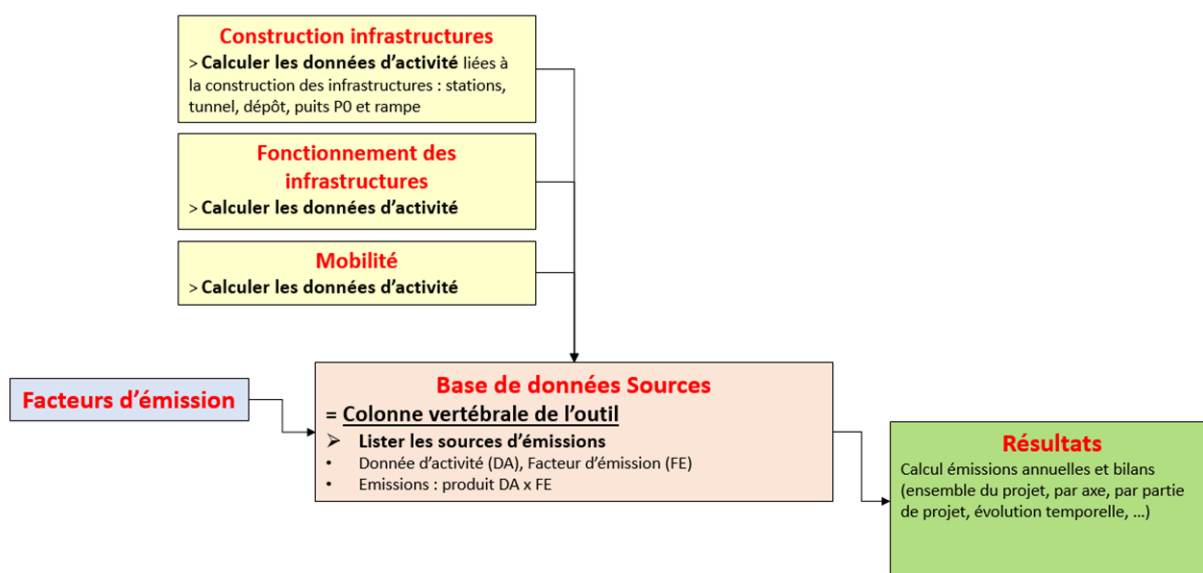 Construction infrastructures
> Calculer les données d’activité liées à
la construction des infrastructures : stations,
tunnel, dépôt, puits P0 et rampe
Fonctionnement des
infrastructures
> Calculer les données d’activité
Mobilité
> Calculer les données d’activité
Facteurs d’émission
Base de données Sources
= Colonne vertébrale de l’outil
➤ Lister les sources d’émissions
• Donnée d’activité (DA), Facteur d’émission (FE)
• Emissions : produit DA x FE
Résultats
Calcul émissions annuelles et bilans
(ensemble du projet, par axe, par partie
de projet, évolution temporelle, …)